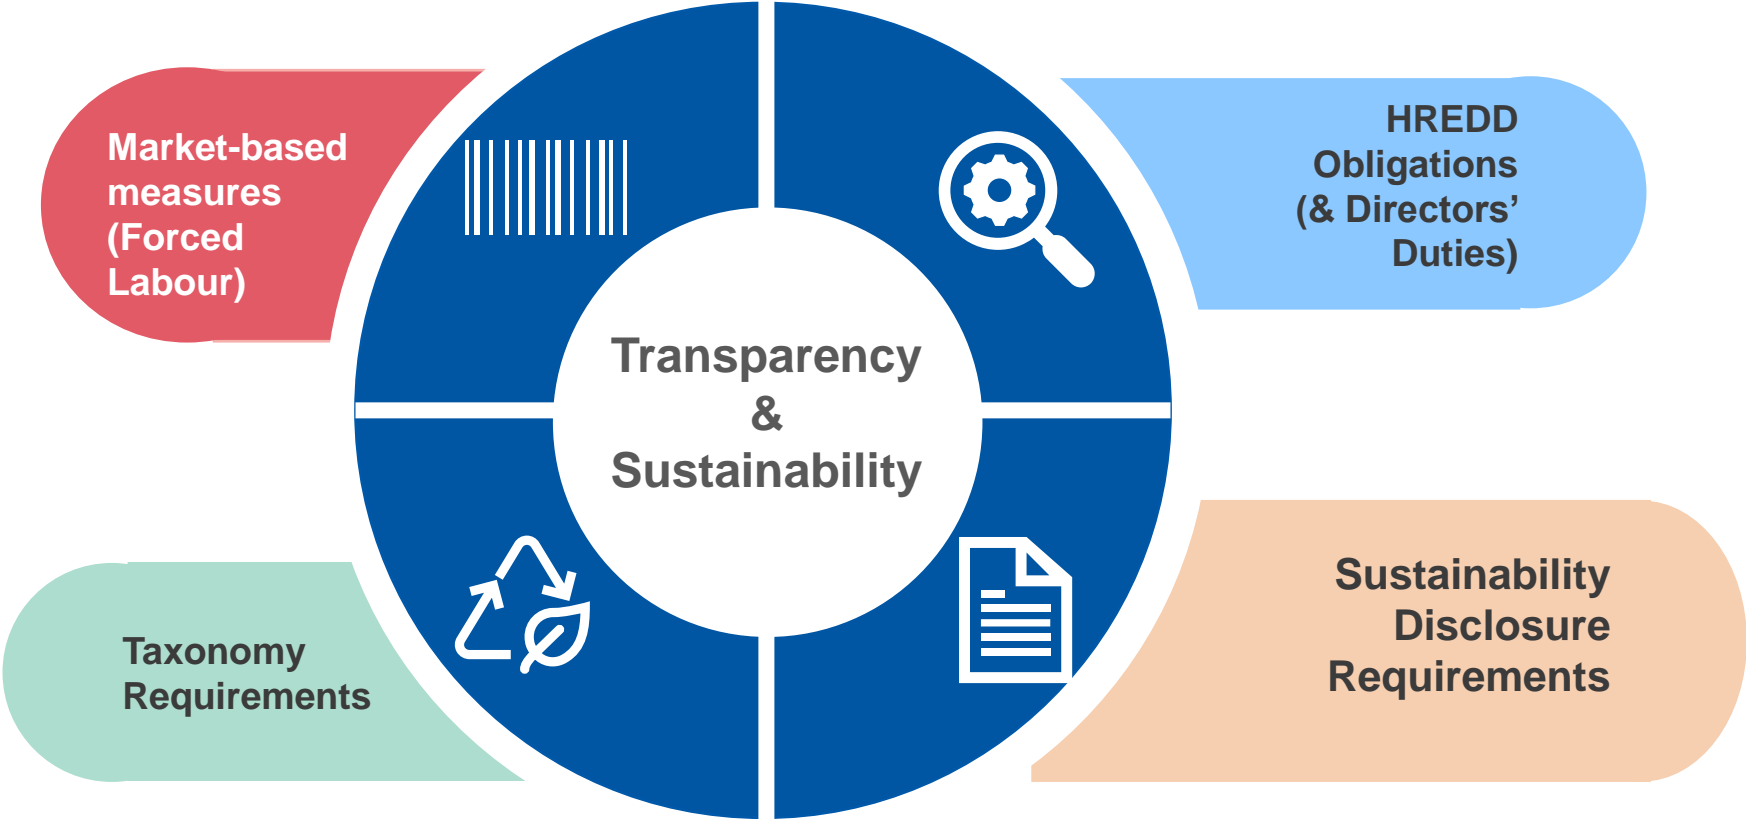 Market-based
measures
(Forced
Labour)
HREDD
Obligations
(& Directors’
Duties)
Transparency
&
Sustainability
Taxonomy
Requirements
Sustainability
Disclosure
Requirements